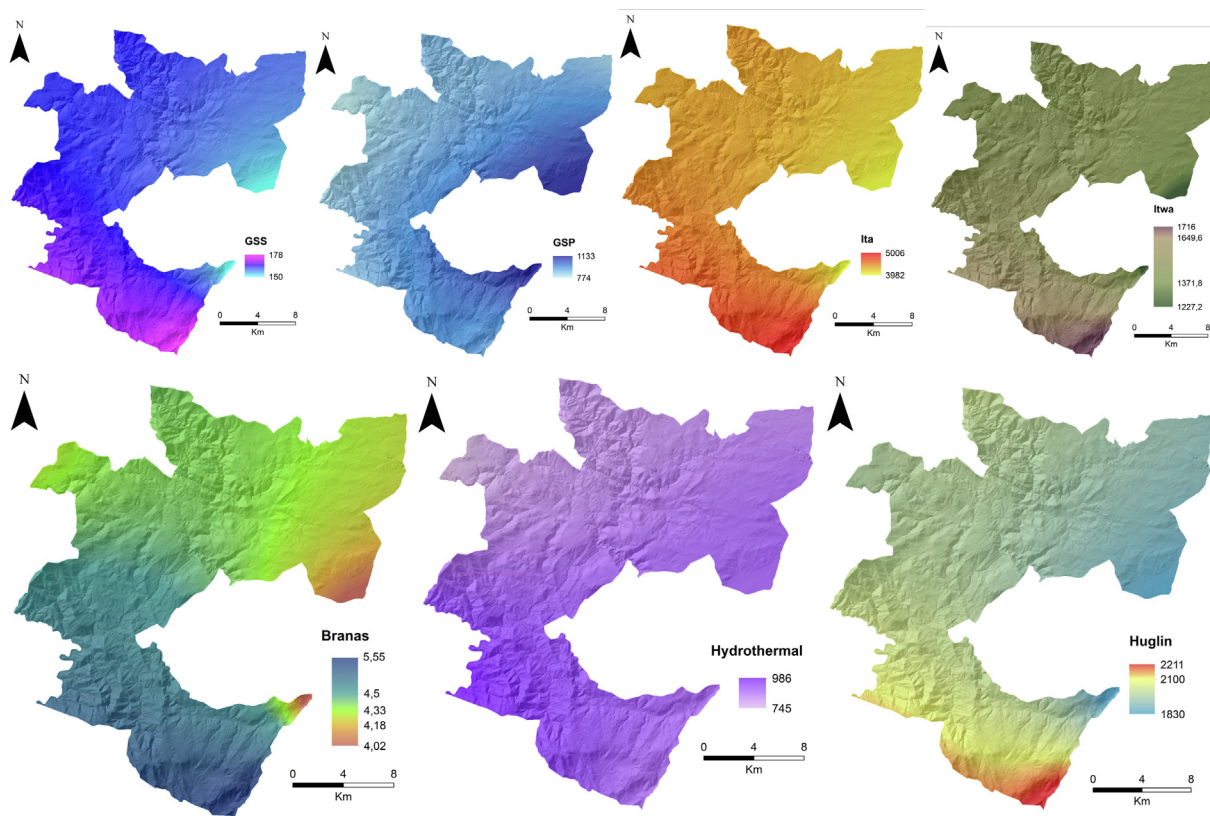 N
GSS
178
150
0 4 8
Km
N
GSP
1133
774
0 4 8
Km
N
Ita
5006
3982
0 4 8
Km
N
Itwa
1716
1649,6
1371,8
1227,2
0 4 8
Km
N
Branas
5,55
4,5
4,33
4,18
4,02
0 4 8
Km
N
Hydrothermal
986
745
0 4 8
Km
N
Huglin
2211
2100
1830
0 4 8
Km